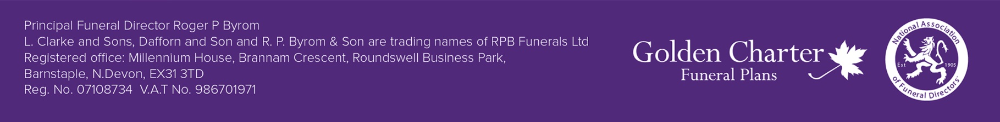 Principal Funeral Director Roger P Byrom
L. Clarke and Sons, Dafforn and Son and R. P. Byrom & Son are trading names of RPB Funerals Ltd
Registered office: Millennium House, Brannam Crescent, Roundswell Business Park,
Barnstaple, N.Devon, EX31 3TD
Reg. No. 07108734  V.A.T No. 986701971
Golden Charter
Funeral Plans
National Association
Est 1905
of Funeral Directors